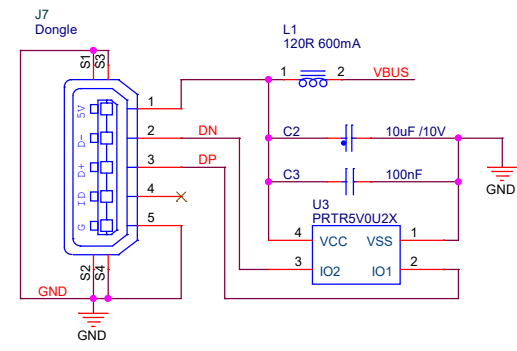 J7
Dongle
L1
120R 600mA
S1
S3
1
2
VBUS
5V
1
D-
2
DN
C2
10uF /10V
D+
3
DP
C3
100nF
GND
ID
4
U3
PRTR5V0U2X
G
5
4
VCC
VSS
1
3
IO2
IO1
2
S2
S4
GND
GND